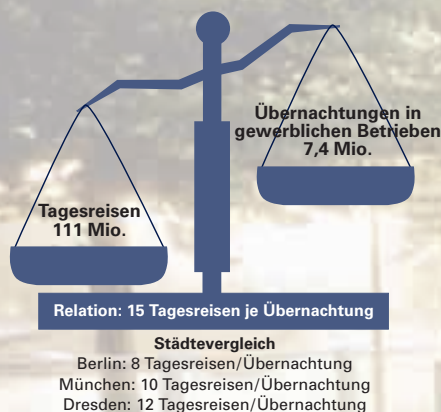 Übernachtungen in
gewerblichen Betrieben
7,4 Mio.
Tagesreisen
111 Mio.
Relation: 15 Tagesreisen je Übernachtung
Städtevergleich
Berlin: 8 Tagesreisen/Übernachtung
München: 10 Tagesreisen/Übernachtung
Dresden: 12 Tagesreisen/Übernachtung